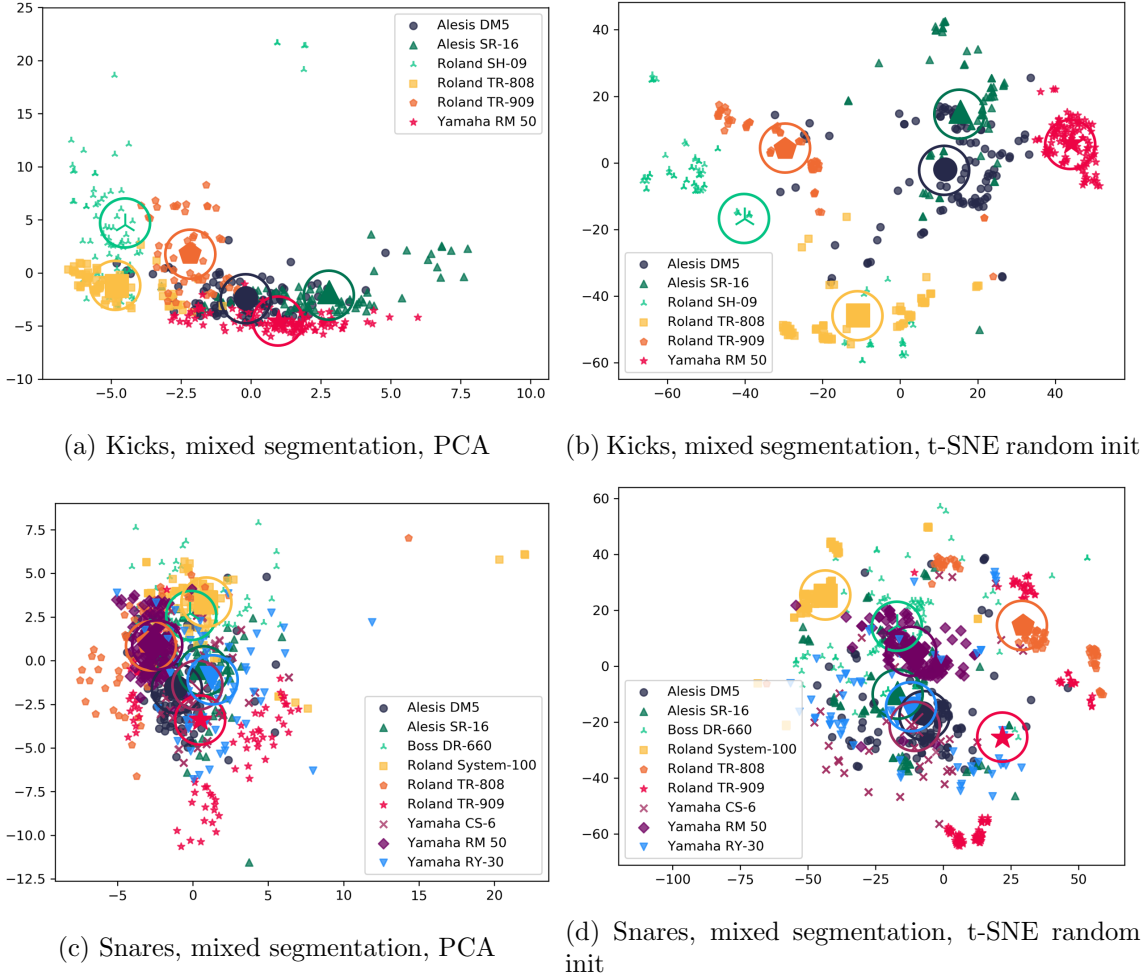 25
20
15
10
5
0
−5
−10
−5.0
−2.5
0.0
2.5
5.0
7.5
10.0
Alesis DM5
Alesis SR-16
Roland SH-09
Roland TR-808
Roland TR-909
Yamaha RM 50
40
20
0
−20
−40
−60
−60
−40
−20
0
20
40
Alesis DM5
Alesis SR-16
Roland SH-09
Roland TR-808
Roland TR-909
Yamaha RM 50
(a) Kicks, mixed segmentation, PCA
(b) Kicks, mixed segmentation, t-SNE random init
7.5
5.0
2.5
0.0
−2.5
−5.0
−7.5
−10.0
−12.5
−5
0
5
10
15
20
Alesis DM5
Alesis SR-16
Boss DR-660
Roland System-100
Roland TR-808
Roland TR-909
Yamaha CS-6
Yamaha RM 50
Yamaha RY-30
60
40
20
0
−20
−40
−60
−100
−75
−50
−25
0
25
50
Alesis DM5
Alesis SR-16
Boss DR-660
Roland System-100
Roland TR-808
Roland TR-909
Yamaha CS-6
Yamaha RM 50
Yamaha RY-30
(c) Snares, mixed segmentation, PCA
(d) Snares, mixed segmentation, t-SNE random
init